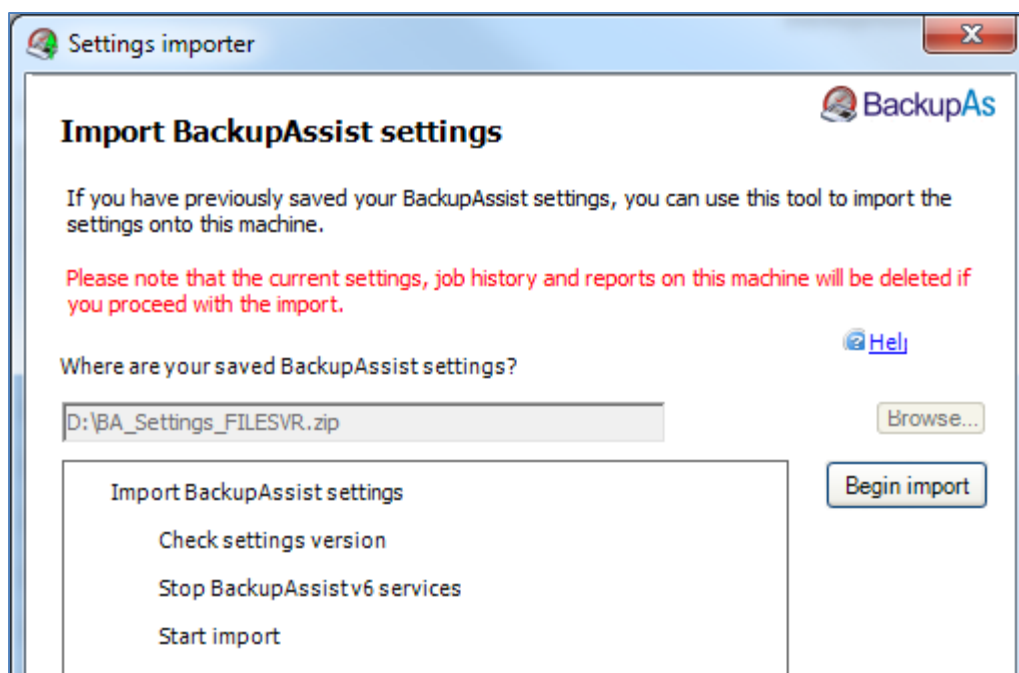 Settings importer
BackupAs
Import BackupAssist settings
If you have previously saved your BackupAssist settings, you can use this tool to import the
settings onto this machine.
Please note that the current settings, job history and reports on this machine will be deleted if
you proceed with the import.
Hel
Where are your saved BackupAssist settings?
D:\BA_Settings_FILESVR.zip
Browse...
Import BackupAssist settings
Begin import
Check settings version
Stop BackupAssist v6 services
Start import